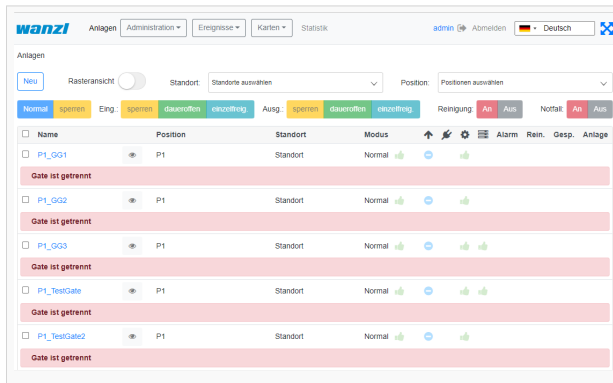 wanzl Anlagen Administration Ereignisse Karten Statistik admin Abmelden Deutsch
Anlagen
Neu Rasteransicht Standort: Standorte auswählen Position: Positionen auswählen
Normal sperren Eing.: sperren daueroffen einzelfreig. Ausg.: sperren daueroffen einzelfreig. Reinigung: An Aus Notfall: An Aus
Name Position Standort Modus Alarm Rein. Gesp. Anlage
P1_GG1 P1 Standort Normal
Gate ist getrennt
P1_GG2 P1 Standort Normal
Gate ist getrennt
P1_GG3 P1 Standort Normal
Gate ist getrennt
P1_TestGate P1 Standort Normal
Gate ist getrennt
P1_TestGate2 P1 Standort Normal
Gate ist getrennt